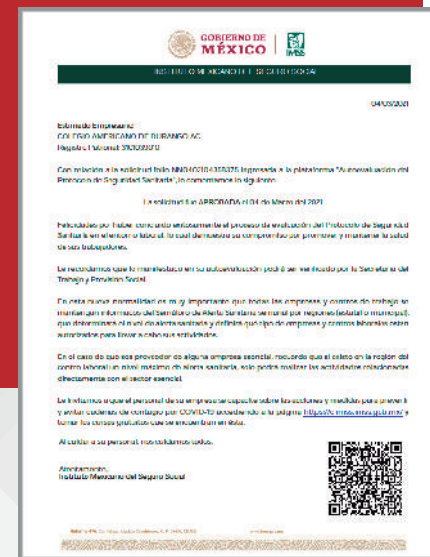 GOBIERNO DE
MÉXICO
IMSS
INSTITUTO MEXICANO DEL SEGURO SOCIAL
04/03/2021
Estimado Empresario:
COLEGIO AMERICANO DE DURANGO AC
Registro Patronal:
Con relación a la solicitud folio ingresada a la plataforma "Autoevaluación del
Protocolo de Seguridad Sanitaria", le comentamos lo siguiente.
La solicitud fue APROBADA el 04 de Marzo del 2021
Felicidades por haber concluido exitosamente el proceso de evaluación del Protocolo de Seguridad
Sanitaria en el entorno laboral, lo cual demuestra su compromiso por promover y mantener la salud
de sus trabajadores.
Le recordamos que lo manifestado en su autoevaluación podrá ser verificado por la Secretaría del
Trabajo y Previsión Social.
En esta nueva normalidad es muy importante que todas las empresas y centros de trabajo se
mantengan informados del Semáforo de Alerta Sanitaria semanal por regiones (estatal o municipal),
que determinará el nivel de alerta sanitaria y definirá qué tipo de empresas y centros laborales están
autorizados para llevar a cabo sus actividades.
En el caso de que sea proveedor de alguna empresa esencial, recuerde que si existe en la región del
centro laboral un nivel máximo de alerta sanitaria, solo podrá realizar las actividades relacionadas
directamente con el sector esencial.
Le invitamos a que el personal de su empresa se capacite sobre las acciones y medidas para prevenir
y evitar cadenas de contagio por COVID-19 accediendo a la página https://c imss.imss.gob.mx/ y
tomar los cursos gratuitos que se encuentran en ésta.
Al cuidar a su personal, nos cuidamos todos.
Atentamente,
Instituto Mexicano del Seguro Social